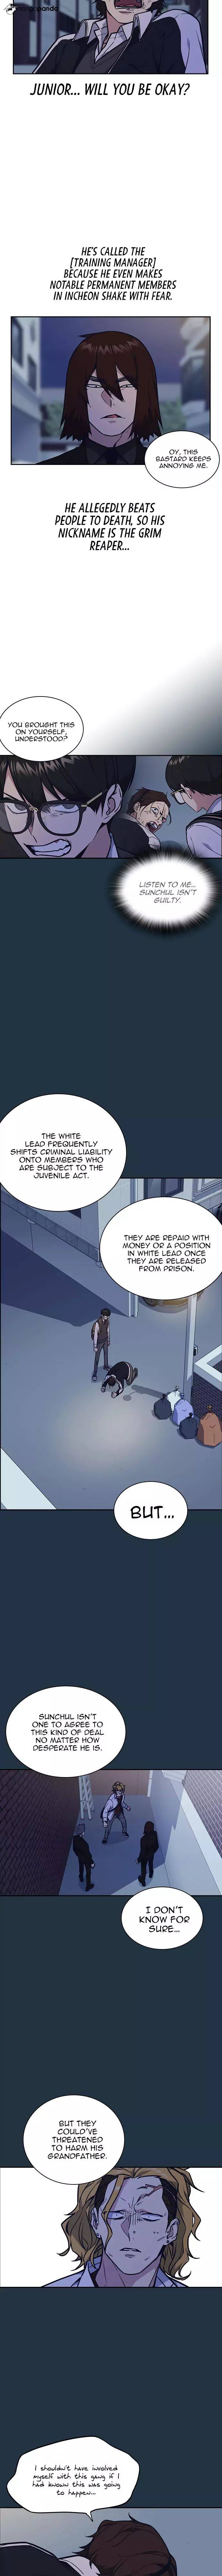 JUNIOR... WILL YOU BE OKAY?
HE'S CALLED THE
[TRAINING MANAGER]
BECAUSE HE EVEN MAKES
NOTABLE PERMANENT MEMBERS
IN INCHEON SHAKE WITH FEAR.
OY, THIS
BASTARD KEEPS
ANNOYING ME.
HE ALLEGEDLY BEATS
PEOPLE TO DEATH, SO HIS
NICKNAME IS THE GRIM
REAPER...
YOU BROUGHT THIS
ON YOURSELF,
UNDERSTOOD?
LISTEN TO ME...
SUNCHUL ISN'T
GUILTY.
THE WHITE
LEAD FREQUENTLY
SHIFTS CRIMINAL LIABILITY
ONTO MEMBERS WHO
ARE SUBJECT TO THE
JUVENILE ACT.
THEY ARE REPAID WITH
MONEY OR A POSITION
IN WHITE LEAD ONCE
THEY ARE RELEASED
FROM PRISON.
BUT...
SUNCHUL ISN'T
ONE TO AGREE TO
THIS KIND OF DEAL
NO MATTER HOW
DESPERATE HE IS.
I DON'T
KNOW FOR
SURE...
BUT THEY
COULD'VE
THREATENED
TO HARM HIS
GRANDFATHER.
I shouldn't have involved
myself with this gang if I
had known this was going
to happen...